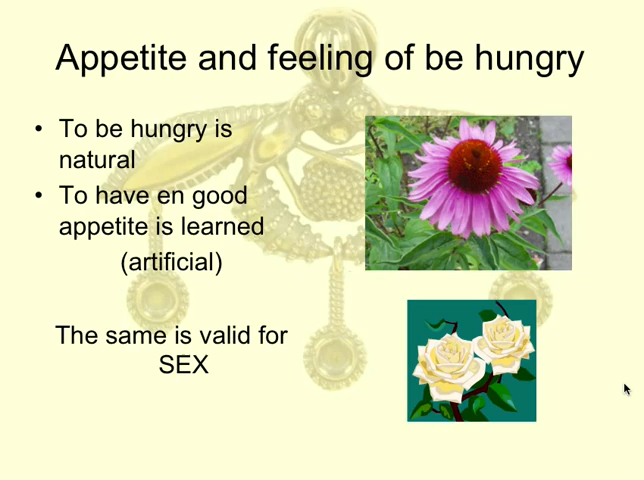 Appetite and feeling of be hungry
• To be hungry is
natural
• To have en good
appetite is learned
(artificial)
The same is valid for
SEX